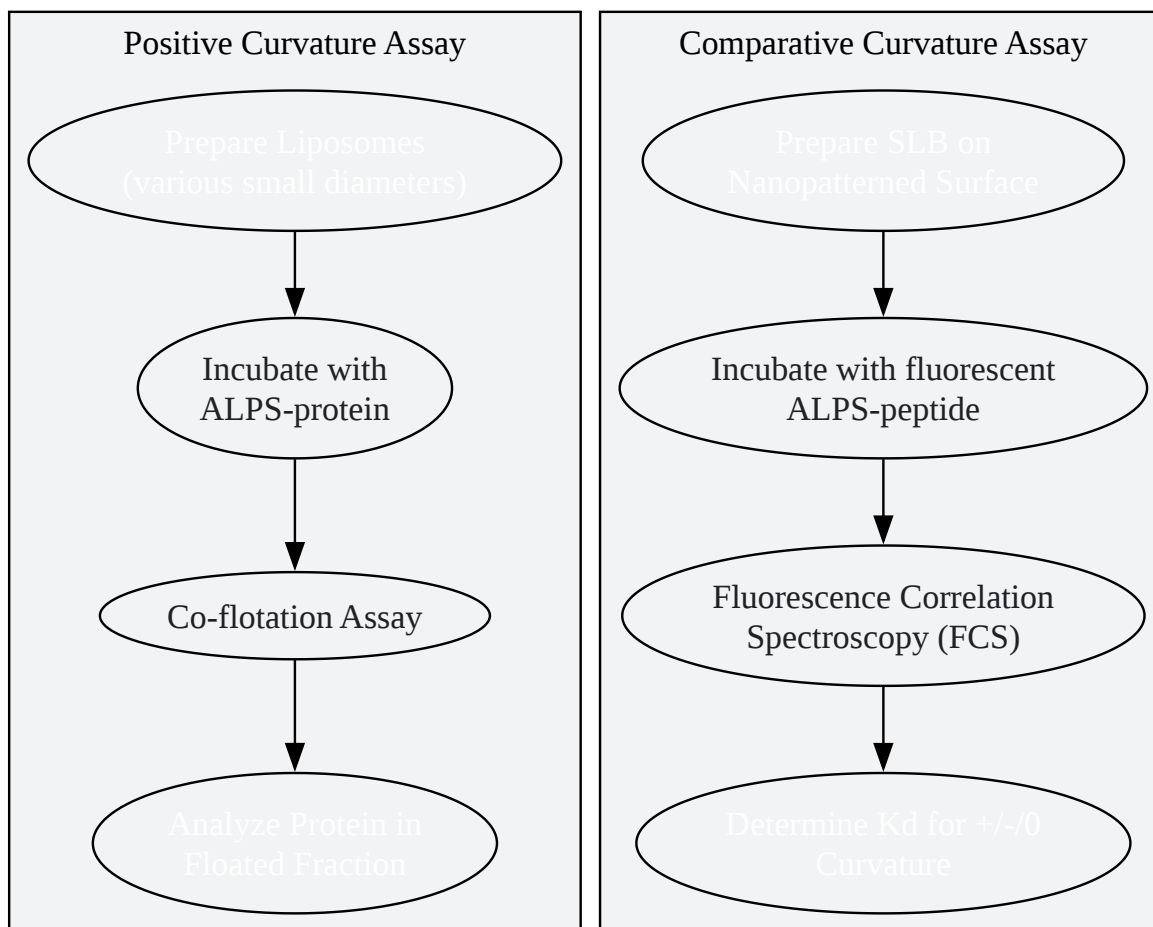 Positive Curvature Assay
Prepare Liposomes
(various small diameters)
Incubate with
ALPS-protein
Co-flotation Assay
Analyze Protein in
Floated Fraction
Comparative Curvature Assay
Prepare SLB on
Nanopatterned Surface
Incubate with fluorescent
ALPS-peptide
Fluorescence Correlation
Spectroscopy (FCS)
Determine Kd for +/-/0
Curvature